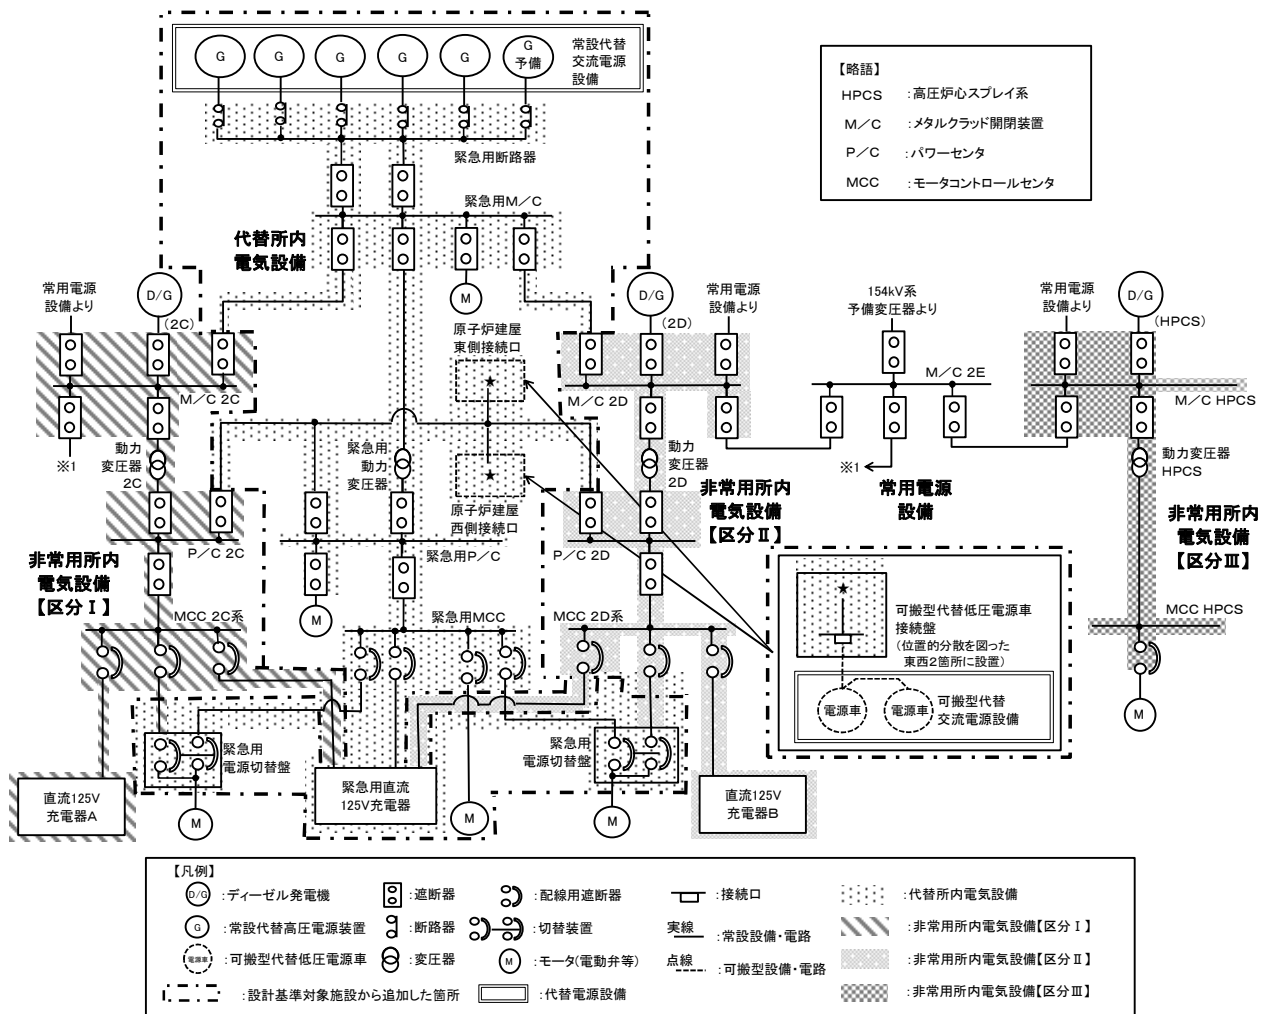 G
G
G
G
G
G
予備
常設代替
交流電源
設備
緊急用断路器
緊急用M/C
代替所内
電気設備
【略語】
HPCS :高圧炉心スプレイ系
M/C :メタルクラッド開閉装置
P/C :パワーセンタ
MCC :モータコントロールセンタ
常用電源
設備より
D/G
(2C)
M
原子炉建屋
東側接続口
★
D/G
(2D)
常用電源
設備より
154kV系
予備変圧器より
常用電源
設備より
D/G
(HPCS)
M/C 2C
M/C 2D
M/C 2E
M/C HPCS
※1
動力
変圧器
2C
緊急用
動力
変圧器
★
原子炉建屋
西側接続口
動力
変圧器
2D
※1
常用電源
設備
動力変圧器
HPCS
非常用所内
電気設備
【区分Ⅱ】
非常用所内
電気設備
【区分Ⅲ】
P/C 2C
緊急用P/C
P/C 2D
非常用所内
電気設備
【区分Ⅰ】
M
MCC 2C系
緊急用MCC
MCC 2D系
MCC HPCS
★
可搬型代替低圧電源車
接続盤
(位置的分散を図った
東西2箇所に設置)
電源車
電源車
可搬型代替
交流電源設備
M
緊急用
電源切替盤
緊急用
電源切替盤
直流125V
充電器A
M
緊急用直流
125V充電器
M
M
直流125V
充電器B
【凡例】
D/G :ディーゼル発電機
:遮断器
:配線用遮断器
:接続口
:代替所内電気設備
G :常設代替高圧電源装置
:断路器
:切替装置
実線 :常設設備・電路
:非常用所内電気設備【区分Ⅰ】
電源車 :可搬型代替低圧電源車
:変圧器
M :モータ(電動弁等)
点線 :可搬型設備・電路
:非常用所内電気設備【区分Ⅱ】
:設計基準対象施設から追加した箇所
:代替電源設備
:非常用所内電気設備【区分Ⅲ】